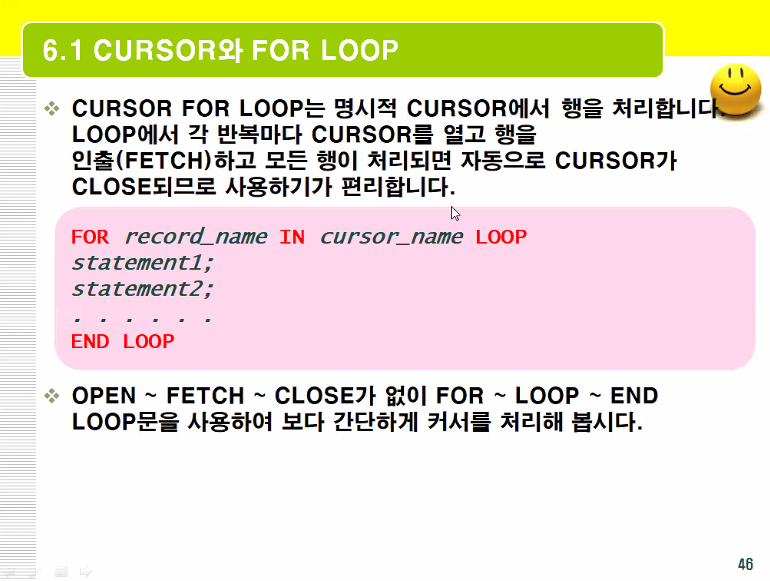 6.1 CURSOR와 FOR LOOP
CURSOR FOR LOOP는 명시적 CURSOR에서 행을 처리합니다.
LOOP에서 각 반복마다 CURSOR를 열고 행을
인출(FETCH)하고 모든 행이 처리되면 자동으로 CURSOR가
CLOSE되므로 사용하기가 편리합니다.
FOR record_name IN cursor_name LOOP
statement1;
statement2;
. . . . . .
END LOOP
OPEN ~ FETCH ~ CLOSE가 없이 FOR ~ LOOP ~ END
LOOP문을 사용하여 보다 간단하게 커서를 처리해 봅시다.
46